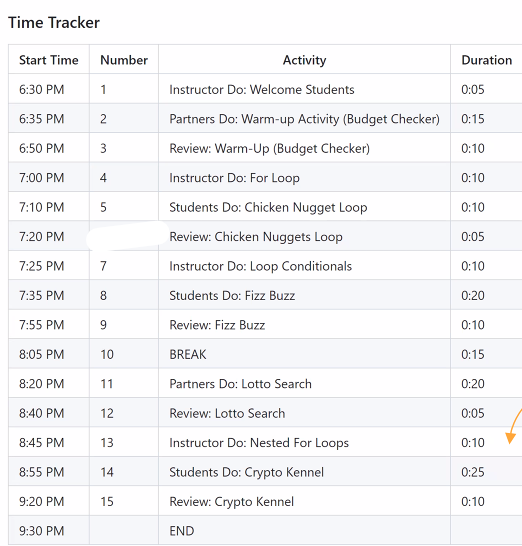 Time Tracker
Start Time Number Activity Duration
6:30 PM 1 Instructor Do: Welcome Students 0:05
6:35 PM 2 Partners Do: Warm-up Activity (Budget Checker) 0:15
6:50 PM 3 Review: Warm-Up (Budget Checker) 0:10
7:00 PM 4 Instructor Do: For Loop 0:10
7:10 PM 5 Students Do: Chicken Nugget Loop 0:10
7:20 PM Review: Chicken Nuggets Loop 0:05
7:25 PM 7 Instructor Do: Loop Conditionals 0:10
7:35 PM 8 Students Do: Fizz Buzz 0:20
7:55 PM 9 Review: Fizz Buzz 0:10
8:05 PM 10 BREAK 0:15
8:20 PM 11 Partners Do: Lotto Search 0:20
8:40 PM 12 Review: Lotto Search 0:05
8:45 PM 13 Instructor Do: Nested For Loops 0:10
8:55 PM 14 Students Do: Crypto Kennel 0:25
9:20 PM 15 Review: Crypto Kennel 0:10
9:30 PM END